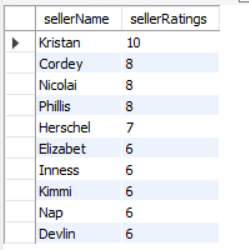 sellerName sellerRatings
Kristan 10
Cordey 8
Nicolai 8
Phillis 8
Herschel 7
Elizabet 6
Inness 6
Kimmi 6
Nap 6
Devlin 6